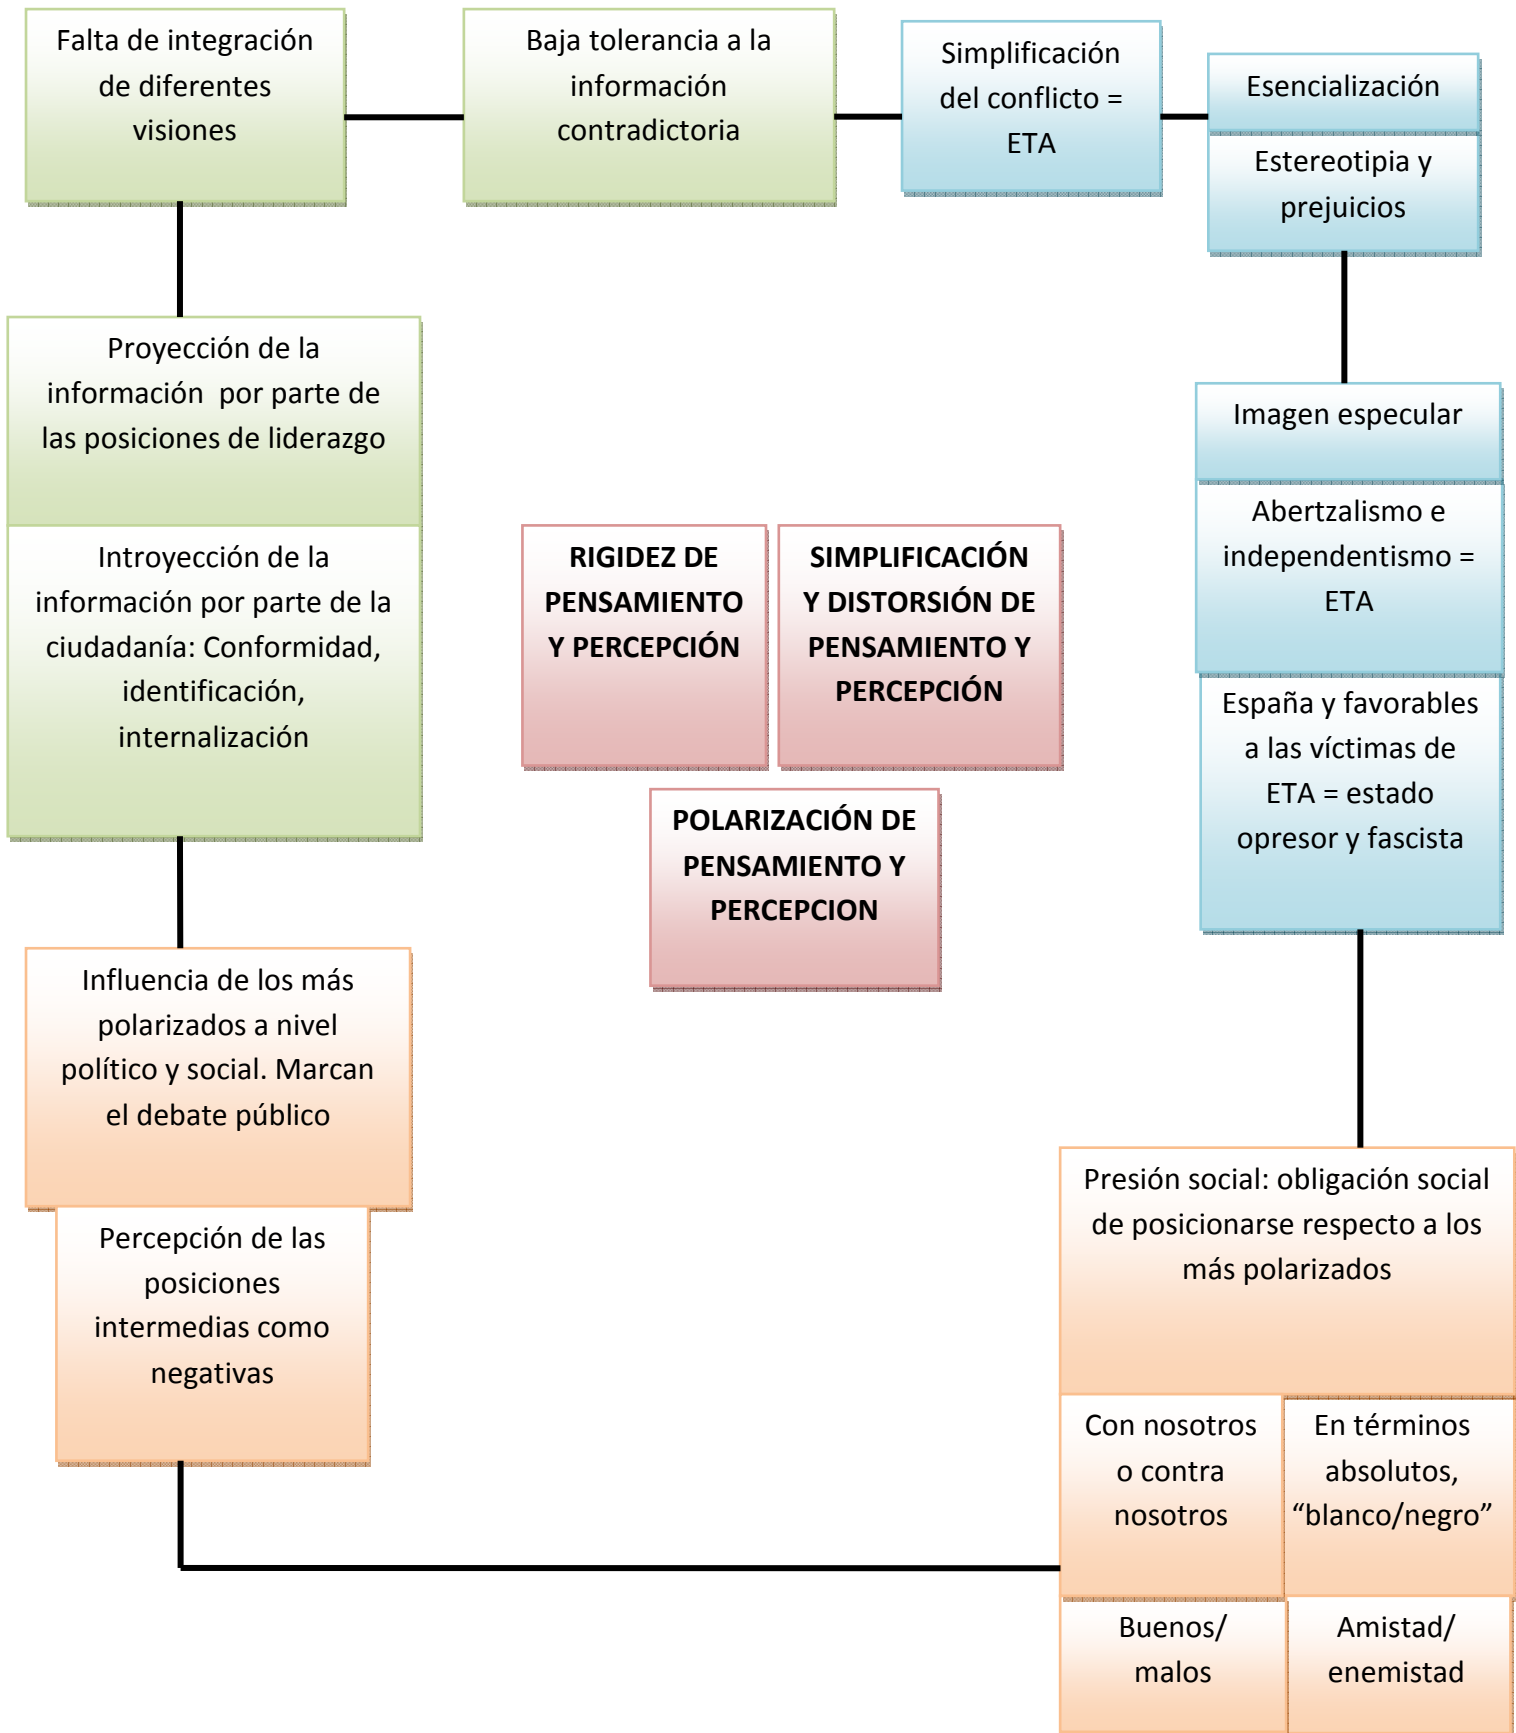 Falta de integración
de diferentes
visiones
Baja tolerancia a la
información
contradictoria
Simplificación
del conflicto =
ETA
Esencialización
Estereotipia y
prejuicios
Proyección de la
información por parte de
las posiciones de liderazgo
Introyección de la
información por parte de la
ciudadanía: Conformidad,
identificación,
internalización
RIGIDEZ DE
PENSAMIENTO
Y PERCEPCIÓN
SIMPLIFICACIÓN
Y DISTORSIÓN DE
PENSAMIENTO Y
PERCEPCIÓN
POLARIZACIÓN DE
PENSAMIENTO Y
PERCEPCION
Imagen especular
Abertzalismo e
independentismo =
ETA
España y favorables
a las víctimas de
ETA = estado
opresor y fascista
Influencia de los más
polarizados a nivel
político y social. Marcan
el debate público
Percepción de las
posiciones
intermedias como
negativas
Presión social: obligación social
de posicionarse respecto a los
más polarizados
Con nosotros
o contra
nosotros
En términos
absolutos,
“blanco/negro”
Buenos/
malos
Amistad/
enemistad